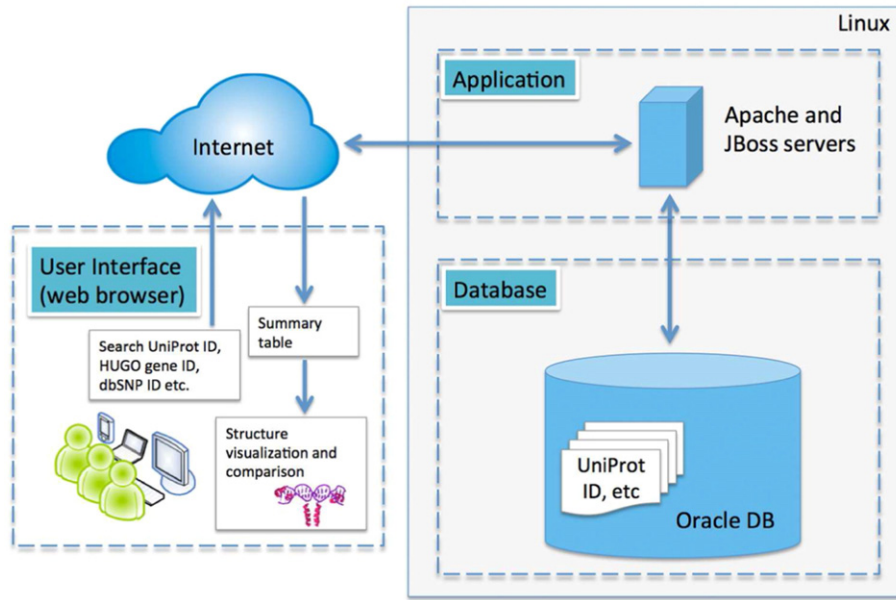 Linux
Application
Apache and
JBoss servers
Internet
User Interface
(web browser)
Search UniProt ID,
HUGO gene ID,
dbSNP ID etc.
Summary
table
Structure
visualization and
comparison
Database
UniProt
ID, etc
Oracle DB